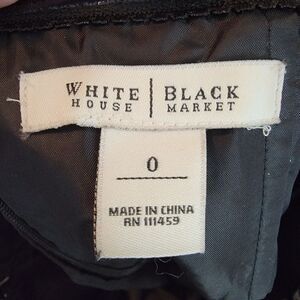 WHITE | BLACK
HOUSE | MARKET
0
MADE IN CHINA
RN 111459